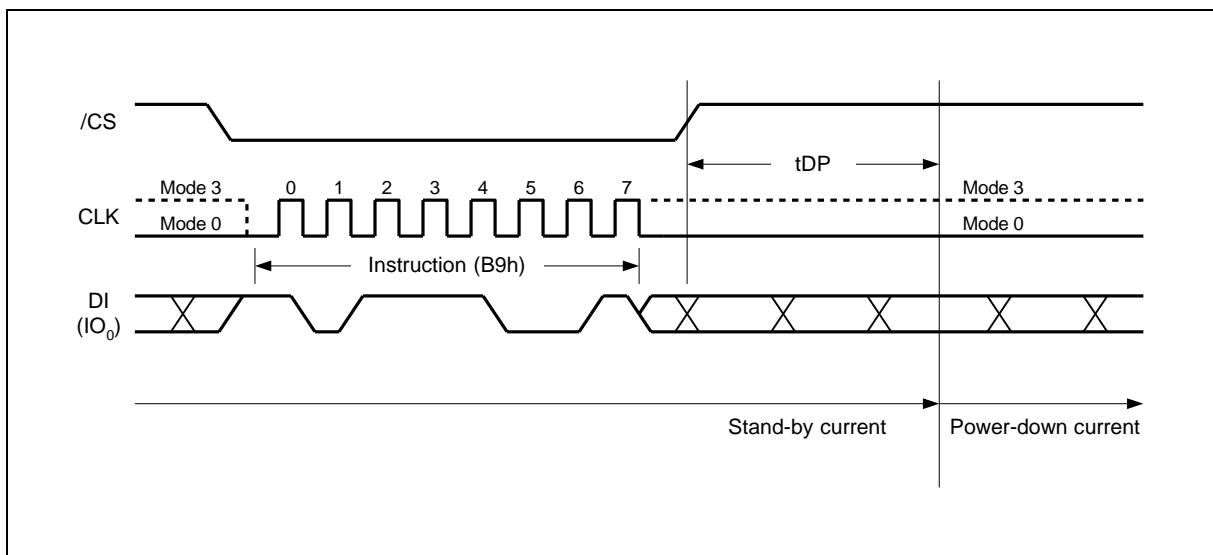 /CS
tDP
Mode 3 0 1 2 3 4 5 6 7 Mode 3
CLK
Mode 0 Mode 0
Instruction (B9h)
DI
(IO₀)
Stand-by current Power-down current